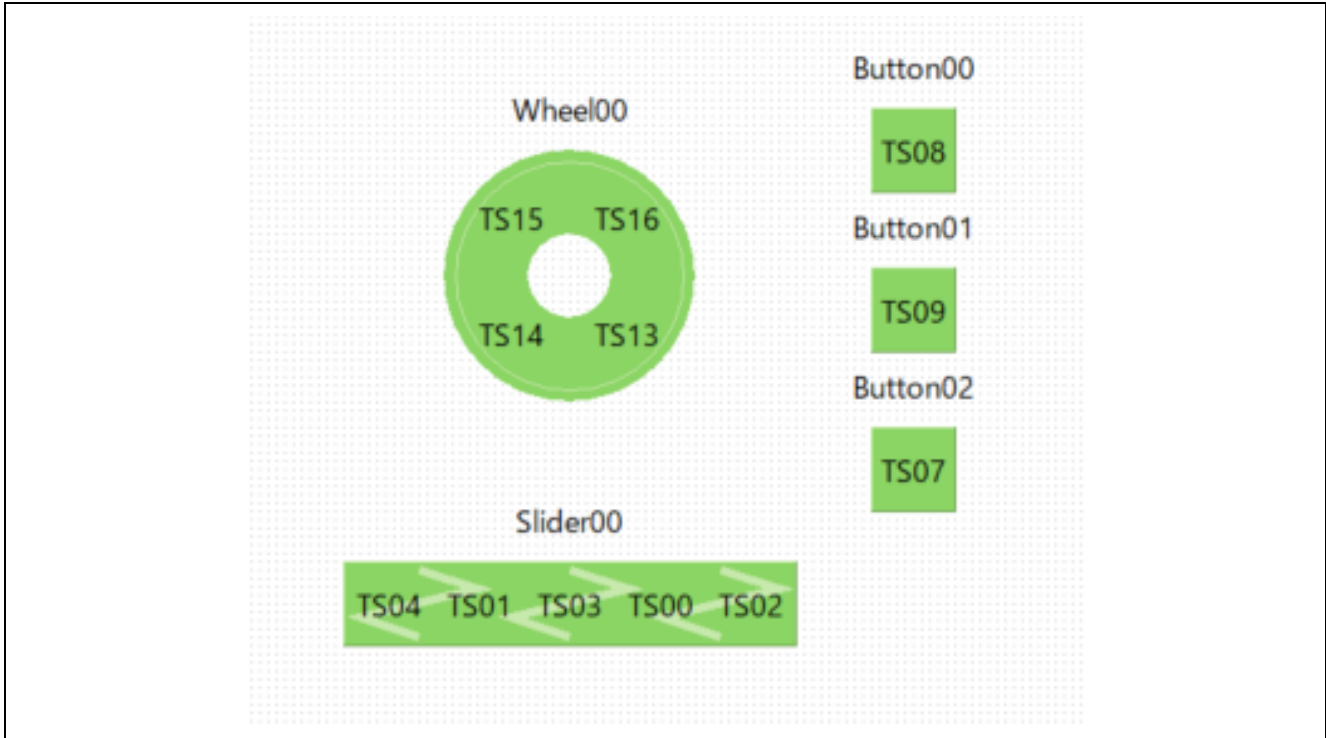 Wheel00
TS15 TS16
TS14 TS13
Button00
TS08
Button01
TS09
Button02
TS07
Slider00
TS04 TS01 TS03 TS00 TS02